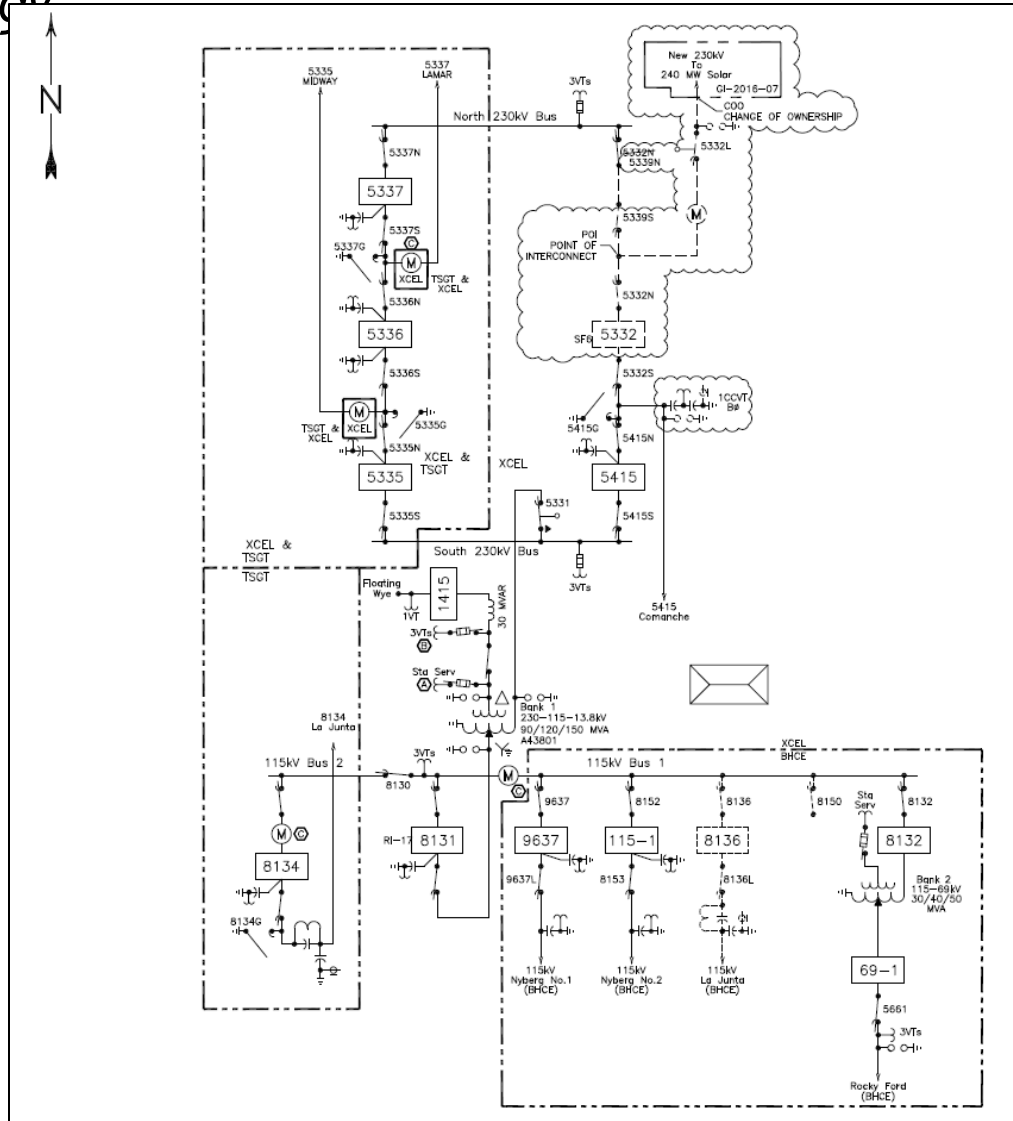 N
5335
MIDWAY
5337
LAMAR
3VTs
New 230kV
To
240 MW Solar
GI-2016-07
COO
CHANGE OF OWNERSHIP
North 230kV Bus
5337N
5332N
5339N
5332L
5337
5337S
5337G
C
M
XCEL
TSGT &
XCEL
5336N
5339S
M
POI
POINT OF
INTERCONNECT
5332N
5336
SF6
5332
5336S
5332S
M
XCEL
TSGT &
XCEL
5335G
5335N
XCEL &
TSGT
XCEL
5415G
5415N
1CCVT
BØ
5335
5415
5335S
5331
5415S
XCEL &
TSGT
TSGT
South 230kV Bus
3VTs
Floating
Wye
1415
1VT
30 MVAR
3VTs
B
Sta Serv
A
5415
Comanche
Bank 1
230-115-13.8kV
90/120/150 MVA
A43801
8134
La Junta
115kV Bus 2
8130
3VTs
M
C
115kV Bus 1
XCEL
BHCE
9637
8152
8136
8150
Sta
Serv
8132
M
C
8134
RI-17
8131
9637
115-1
8136
8132
9637L
8153
8136L
Bank 2
115-69kV
30/40/50
MVA
8134G
115kV
Nyberg No.1
(BHCE)
115kV
Nyberg No.2
(BHCE)
115kV
La Junta
(BHCE)
69-1
5661
3VTs
Rocky Ford
(BHCE)